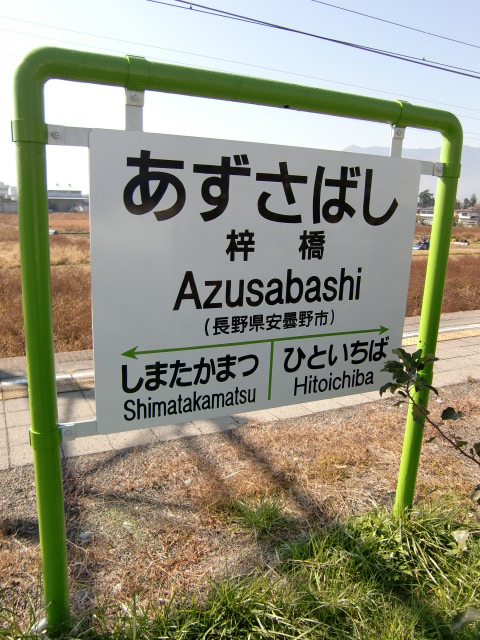 あずさばし
梓橋
Azusabashi
(長野県安曇野市)
しまたかまつ ひといちば
Shimatakamatsu Hitoichiba